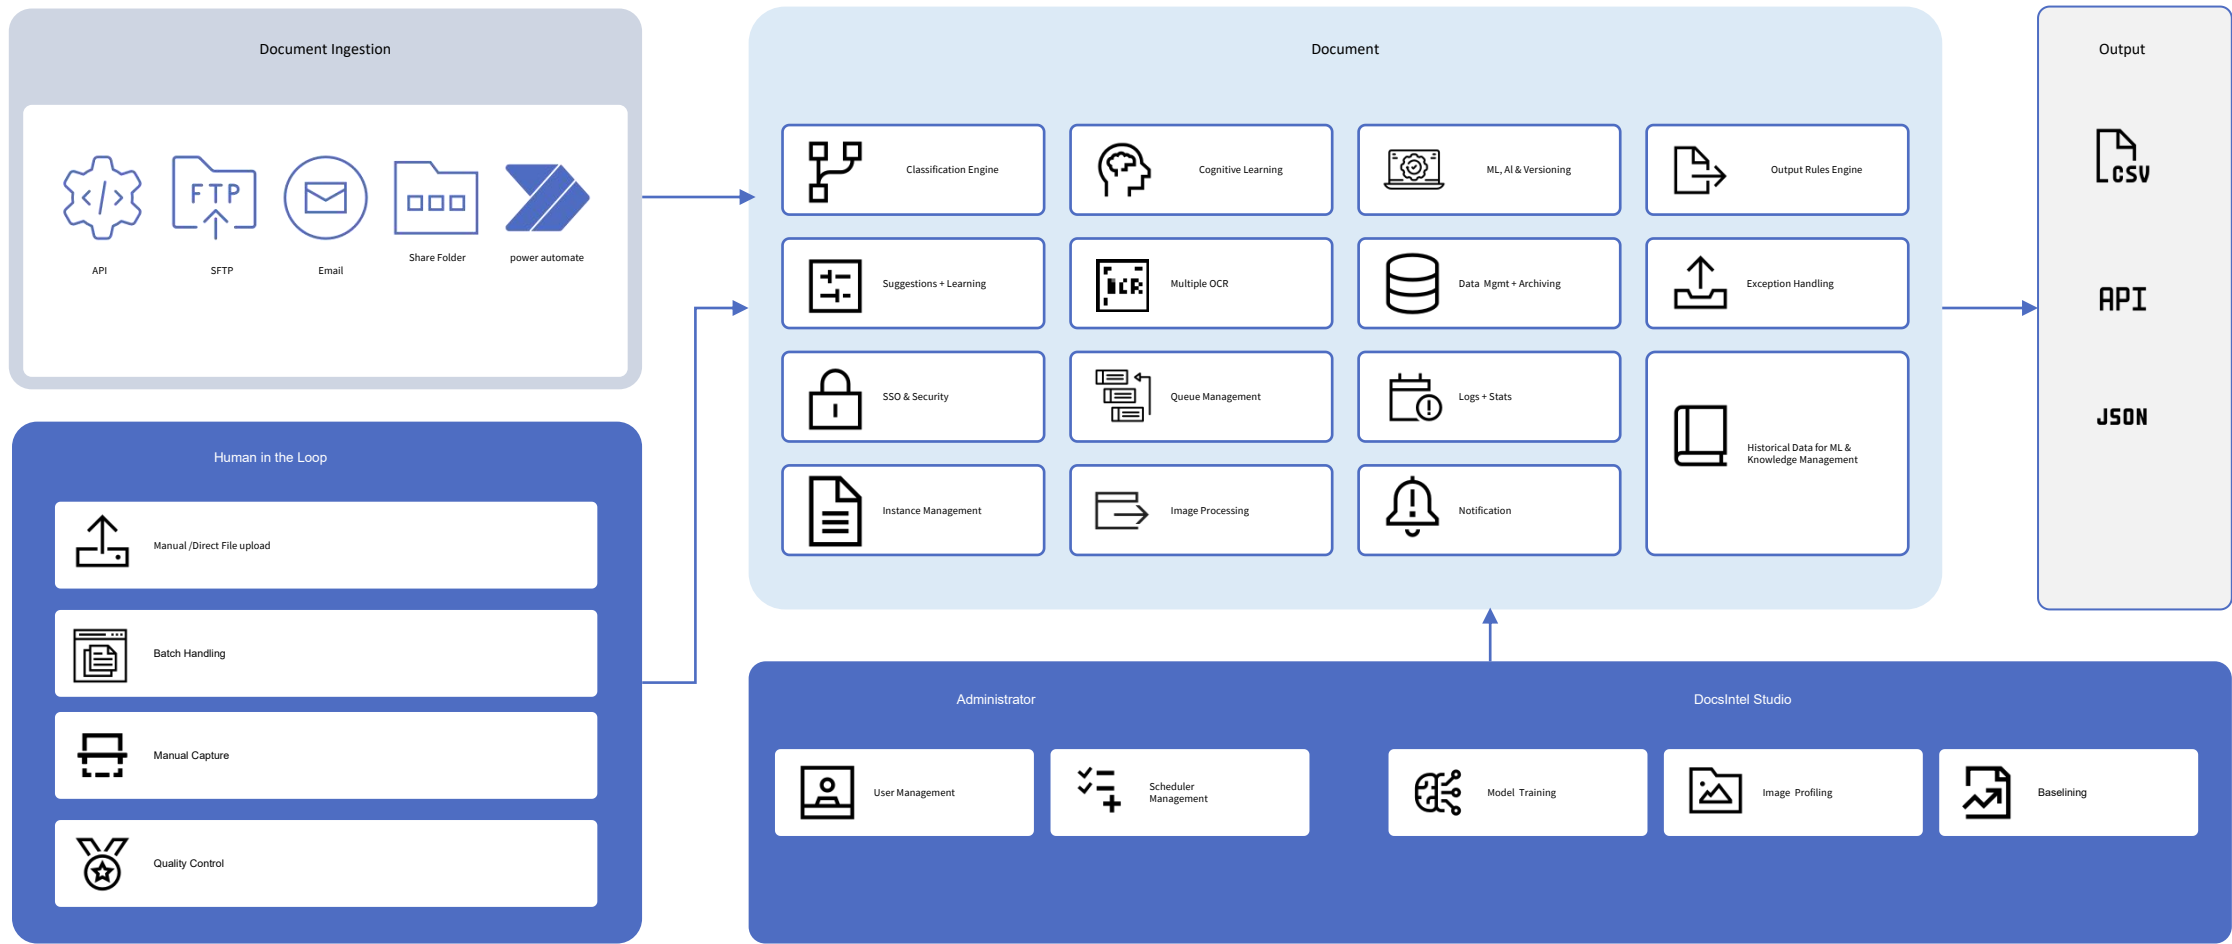 Document Ingestion
FTP
API
SFTP
Email
Share Folder
power automate
Human in the Loop
Manual /Direct File upload
Batch Handling
Manual Capture
Quality Control
Document
Classification Engine
Cognitive Learning
ML, AI & Versioning
Output Rules Engine
Suggestions + Learning
OCR
Multiple OCR
Data Mgmt + Archiving
Exception Handling
SSO & Security
Queue Management
Logs + Stats
Historical Data for ML &
Knowledge Management
Instance Management
Image Processing
Notification
Administrator
User Management
Scheduler
Management
DocsIntel Studio
Model Training
Image Profiling
Baselining
Output
CSV
API
JSON